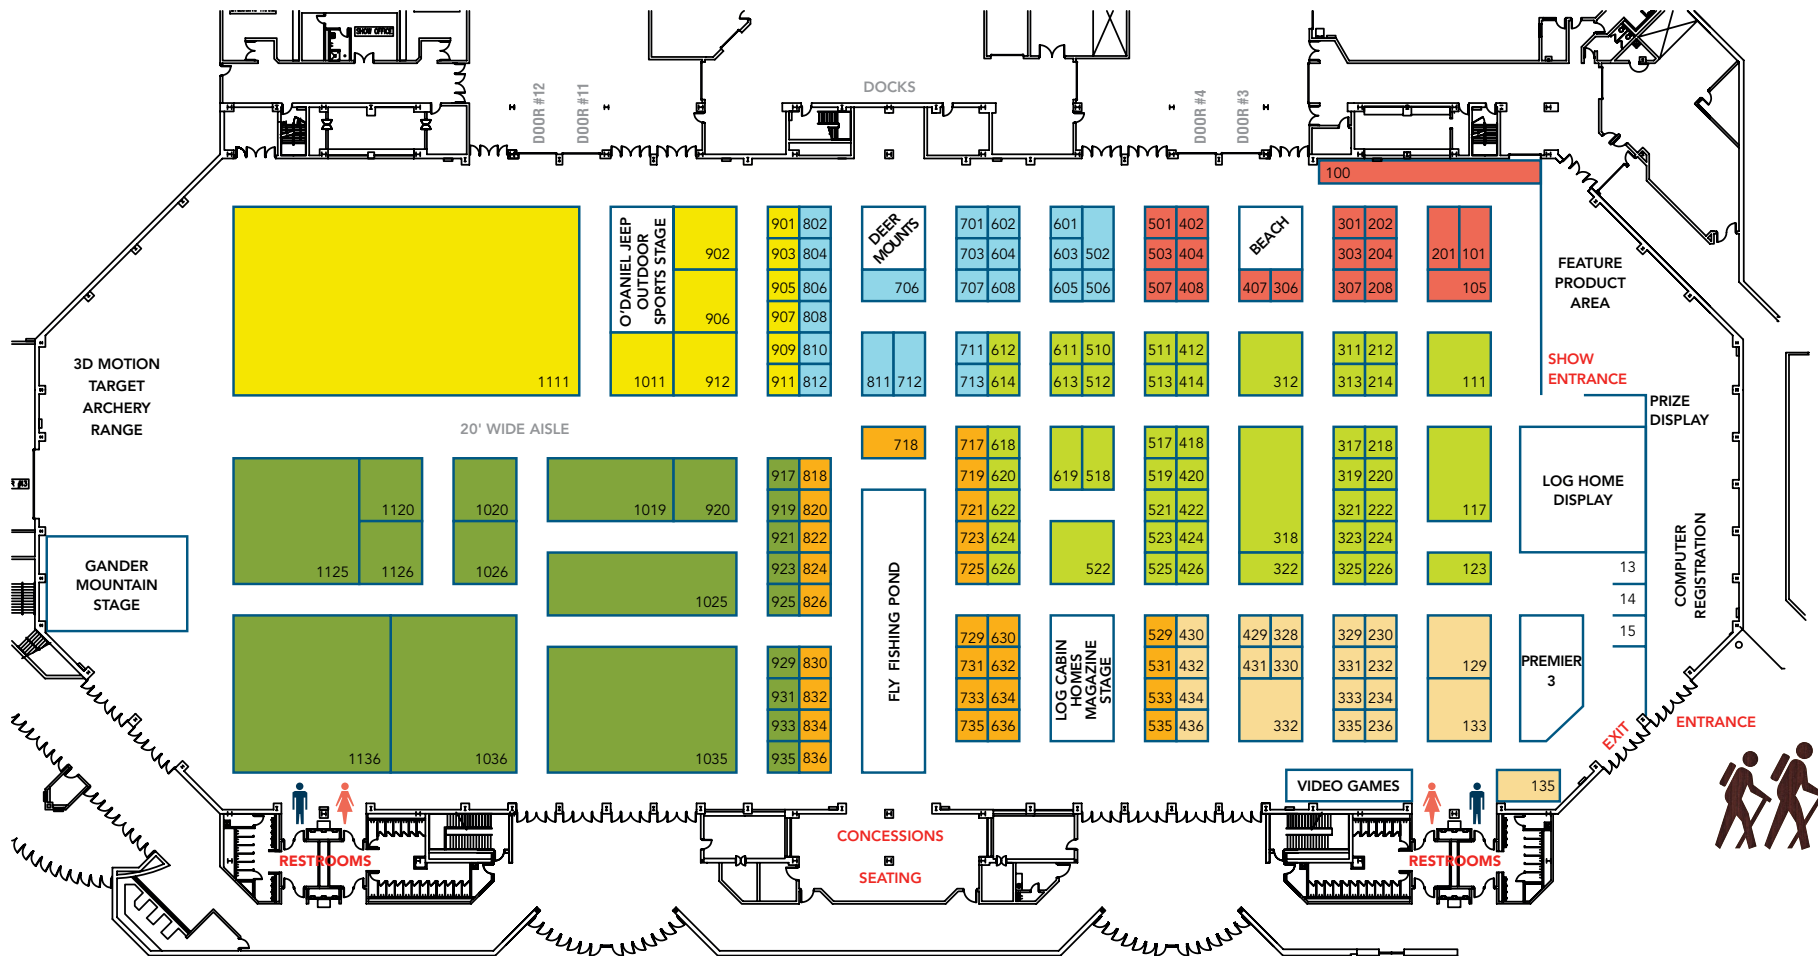 SHOW OFFICE
DOOR #12
DOOR #11
DOCKS
DOOR #4
DOOR #3
100
O'DANIEL JEEP
OUTDOOR
SPORTS STAGE
902
906
1011
912
1111
901 802
903 804
905 806
907 808
909 810
911 812
DEER
MOUNTS
706
811 712
701 602
703 604
707 608
711 612
713 614
601
603 502
605 506
611 510
613 512
501 402
503 404
507 408
511 412
513 414
BEACH
407 306
312
301 202
303 204
307 208
311 212
313 214
201 101
105
111
FEATURE
PRODUCT
AREA
SHOW
ENTRANCE
PRIZE
DISPLAY
3D MOTION
TARGET
ARCHERY
RANGE
20' WIDE AISLE
1120
1125
1126
1020
1026
1019
920
1025
917 818
919 820
921 822
923 824
925 826
718
FLY FISHING POND
717 618
719 620
721 622
723 624
725 626
619 518
522
517 418
519 420
521 422
523 424
525 426
318
322
317 218
319 220
321 222
323 224
325 226
117
123
LOG HOME
DISPLAY
13
14
15
COMPUTER
REGISTRATION
GANDER
MOUNTAIN
STAGE
1136
1036
1035
929 830
931 832
933 834
935 836
729 630
731 632
733 634
735 636
LOG CABIN
HOMES
MAGAZINE
STAGE
529 430
531 432
533 434
535 436
429 328
431 330
332
329 230
331 232
333 234
335 236
129
133
PREMIER
3
EXIT
ENTRANCE
VIDEO GAMES
135
RESTROOMS
CONCESSIONS
SEATING
RESTROOMS